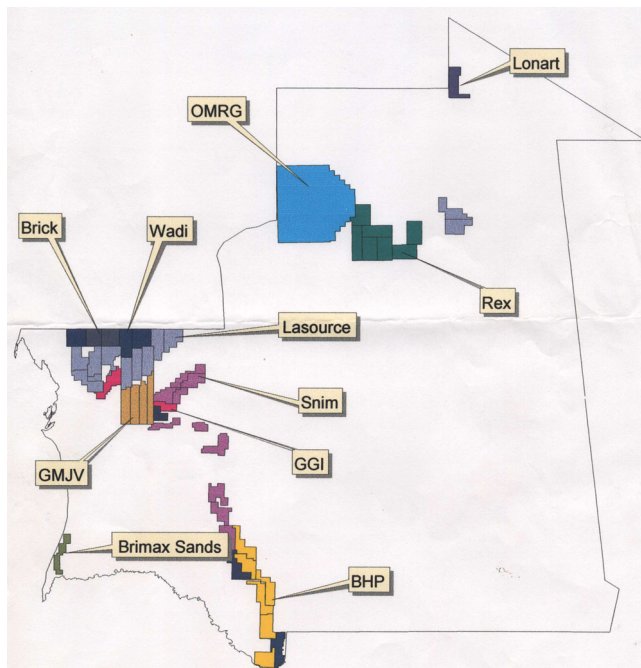 Lonart
OMRG
Brick
Wadi
Rex
Lasource
Snim
GMJV
GGI
Brimax Sands
BHP